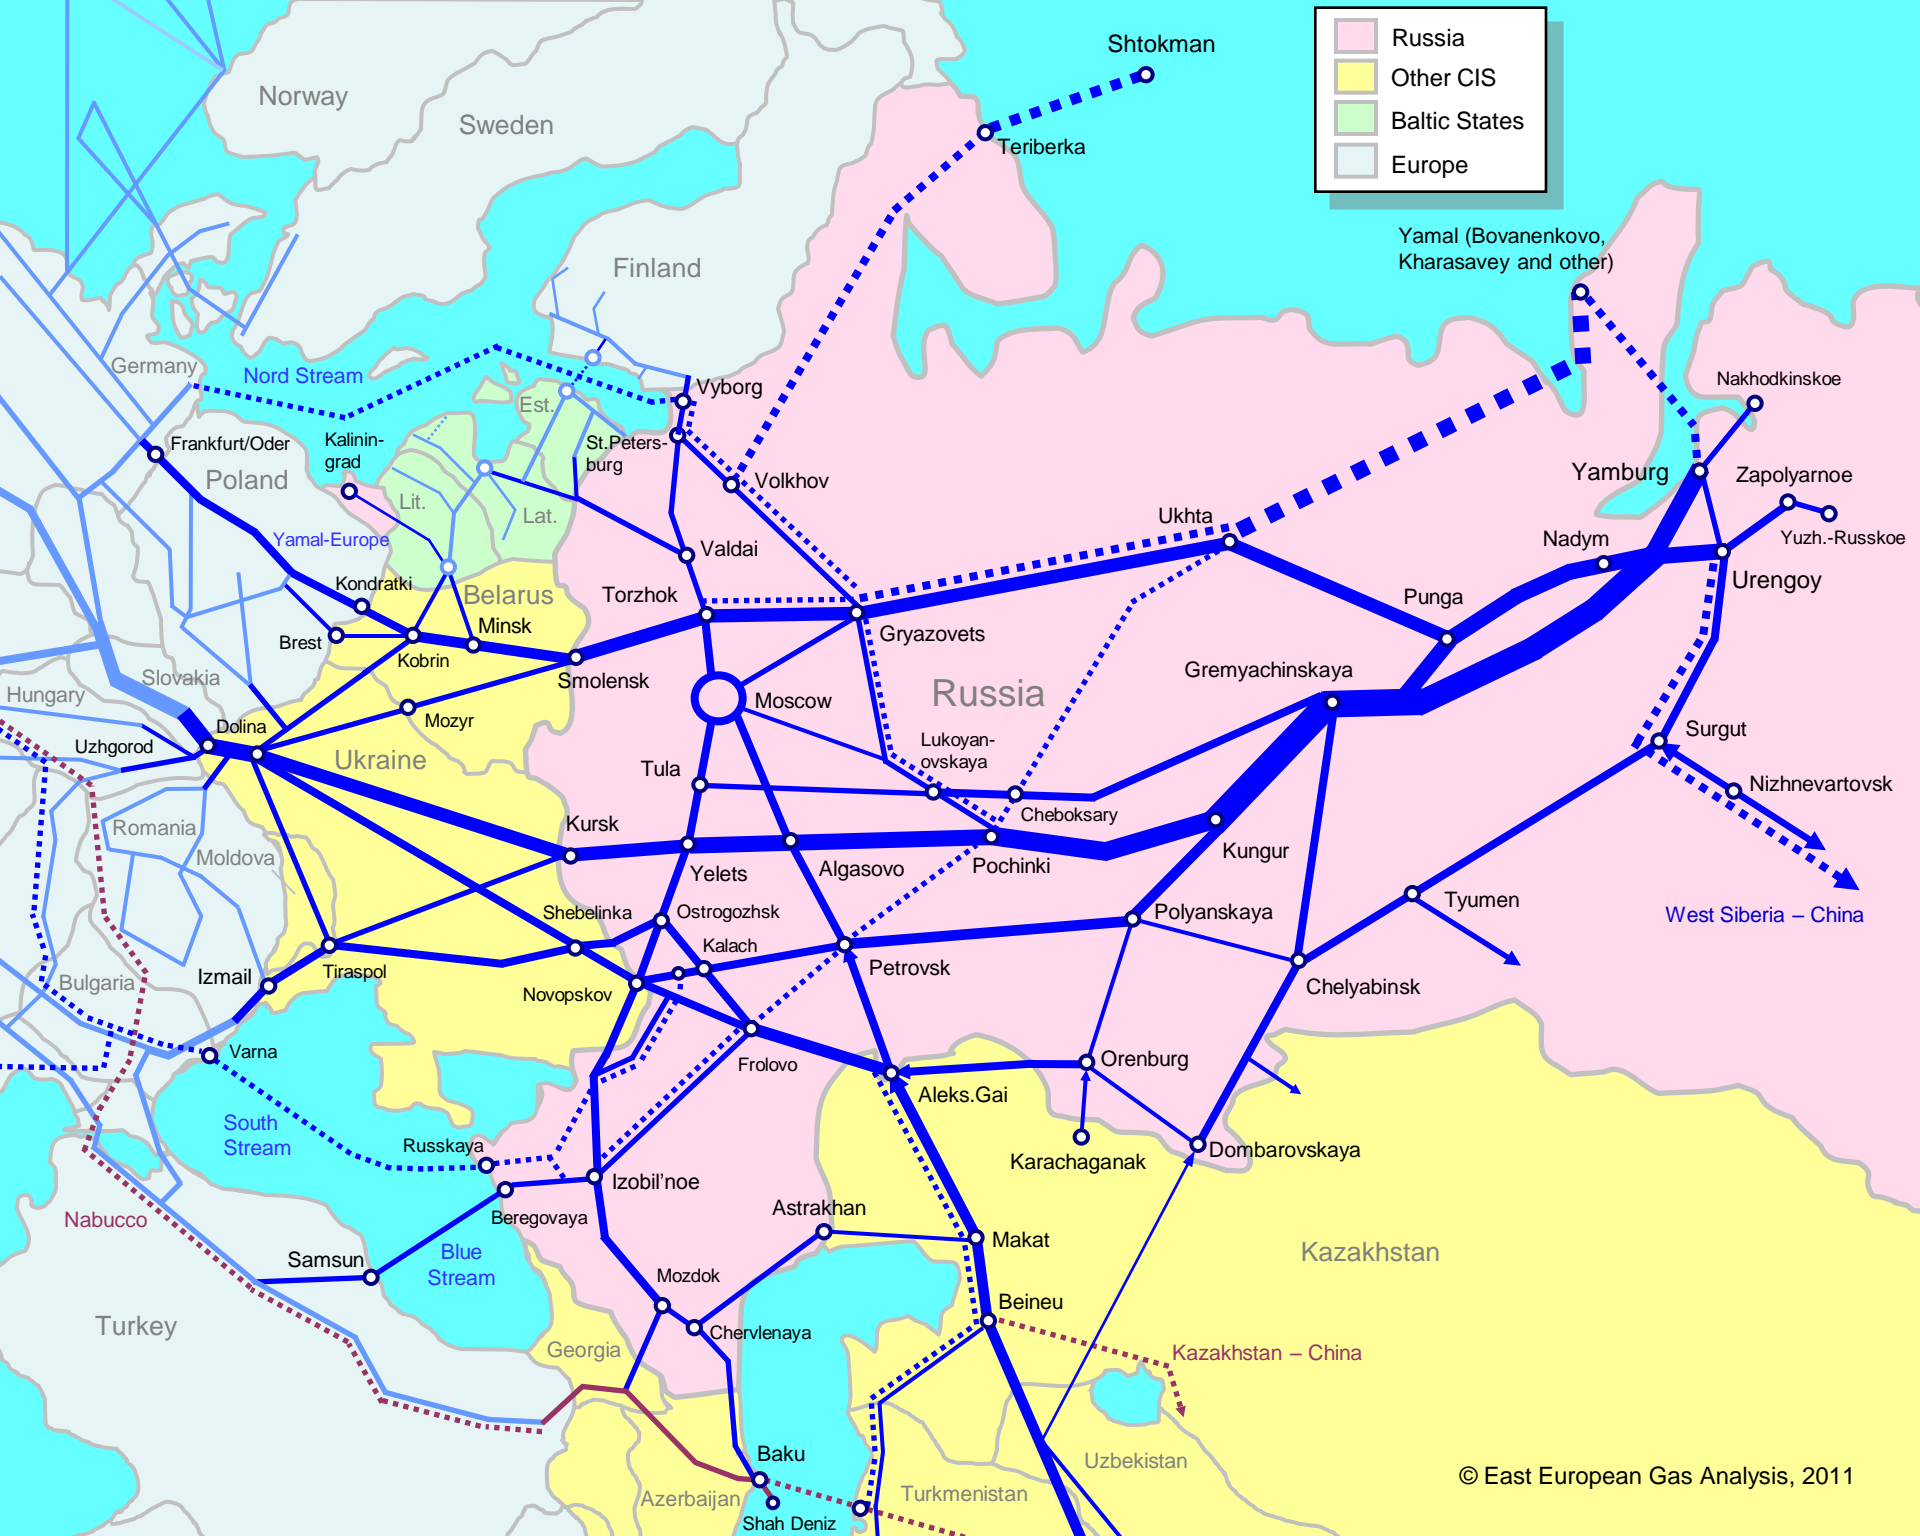 Shtokman
Russia
Other CIS
Baltic States
Europe
Norway
Sweden
Teriberka
Yamal (Bovanenkovo,
Kharasavey and other)
Finland
Germany
Nord Stream
Vyborg
Nakhodkinskoe
Est.
Frankfurt/Oder
Kalinin-
grad
St.Peters-
burg
Poland
Volkhov
Yamburg
Zapolyarnoe
Lit.
Lat.
Ukhta
Yamal-Europe
Valdai
Nadym
Yuzh.-Russkoe
Kondratki
Belarus
Torzhok
Punga
Urengoy
Brest
Minsk
Gryazovets
Kobrin
Smolensk
Gremyachinskaya
Slovakia
Hungary
Moscow
Russia
Mozyr
Dolina
Uzhgorod
Ukraine
Lukoyan-
ovskaya
Surgut
Tula
Nizhnevartovsk
Kursk
Cheboksary
Romania
Moldova
Yelets
Algasovo
Pochinki
Kungur
Shebelinka
Ostrogozhsk
Polyanskaya
Tyumen
West Siberia – China
Kalach
Tiraspol
Izmail
Petrovsk
Bulgaria
Novopskov
Chelyabinsk
Varna
Frolovo
Orenburg
Aleks.Gai
South
Stream
Russkaya
Karachaganak
Dombarovskaya
Izobil’noe
Nabucco
Beregovaya
Astrakhan
Makat
Samsun
Blue
Stream
Kazakhstan
Mozdok
Beineu
Turkey
Chervlenaya
Georgia
Kazakhstan – China
Baku
Uzbekistan
© East European Gas Analysis, 2011
Azerbaijan
Turkmenistan
Shah Deniz